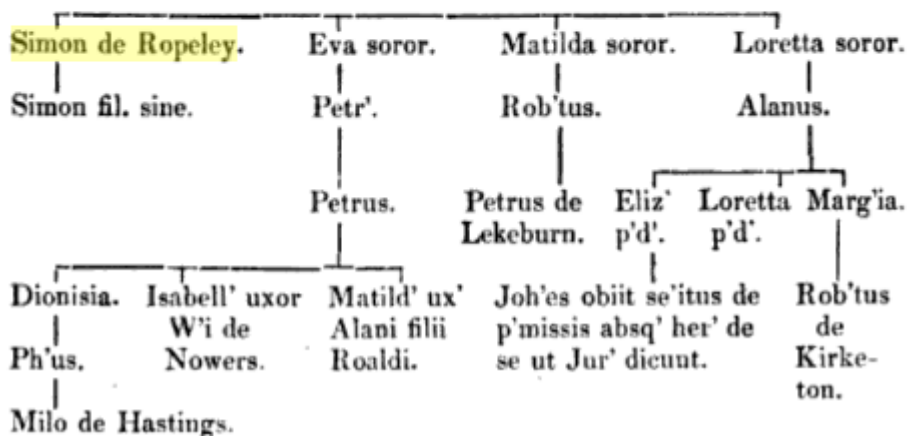 Simon de Ropeley. Eva soror. Matilda soror. Loretta soror.
Simon fil. sine. Petr'. Rob'tus. Alanus.
Petrus. Petrus de Eliz' Loretta Marg'ia.
Lekeburn. p'd'. p'd'.
Dionisia. Isabell' uxor Matild' ux' Joh'es obiit se'itus de Rob'tus
W'i de Alani filii p'missis absq' her' de de
Ph'us. Nowers. Roaldi. se ut Jur' dicunt. Kirke-
ton.
Milo de Hastings.